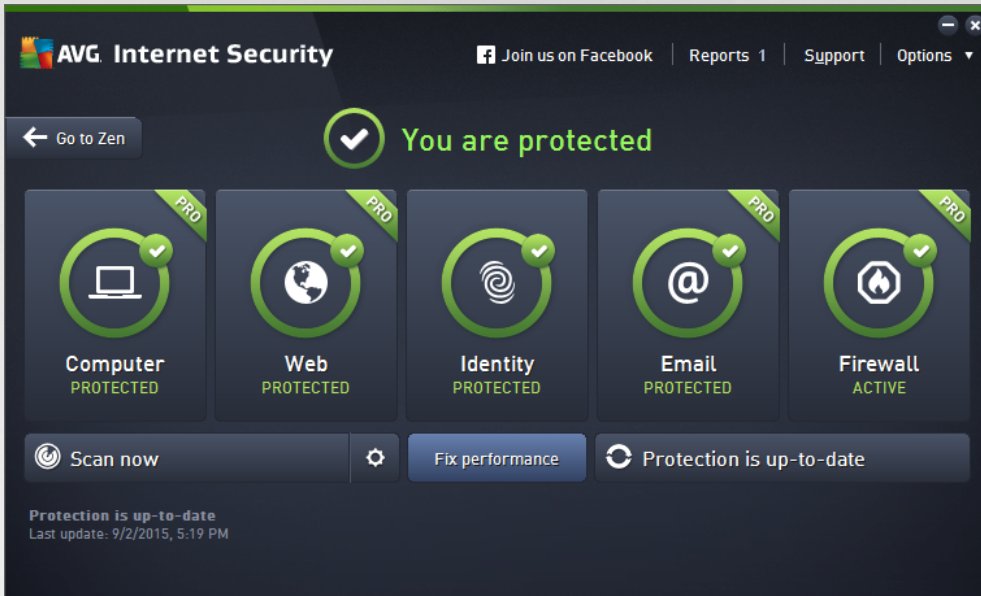 AVG. Internet Security
Join us on Facebook Reports 1 Support Options
Go to Zen
You are protected
PRO PRO PRO PRO
Computer Web Identity Email Firewall
PROTECTED PROTECTED PROTECTED PROTECTED ACTIVE
Scan now Fix performance Protection is up-to-date
Protection is up-to-date
Last update: 9/2/2015, 5:19 PM